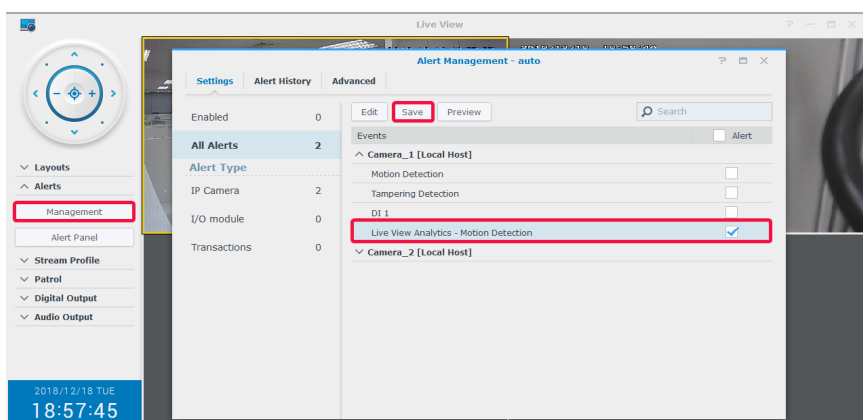 Live View
Alert Management - auto
Settings Alert History Advanced
Enabled 0
All Alerts 2
Alert Type
IP Camera 2
I/O module 0
Transactions 0
Edit Save Preview Search
Events Alert
Camera_1 [Local Host]
Motion Detection
Tampering Detection
DI 1
Live View Analytics - Motion Detection
Camera_2 [Local Host]
Layouts
Alerts
Management
Alert Panel
Stream Profile
Patrol
Digital Output
Audio Output
2018/12/18 TUE
18:57:45